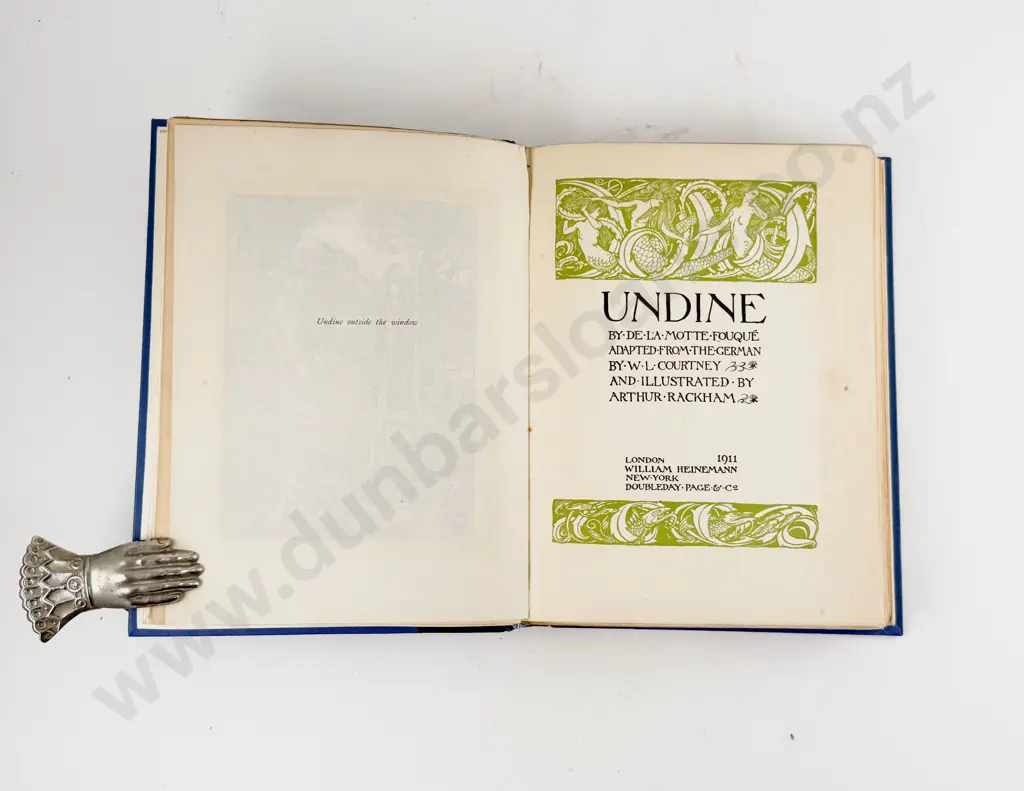 Undine outside the window
UNDINE
BY·DE·LA·MOTTE·FOUQUÉ
ADAPTED·FROM·THE·GERMAN
BY·W·L·COURTNEY
AND·ILLUSTRATED·BY
ARTHUR·RACKHAM
LONDON 1911
WILLIAM HEINEMANN
NEW·YORK
DOUBLEDAY·PAGE·&·Cº
www.dunbarsloane.co.nz